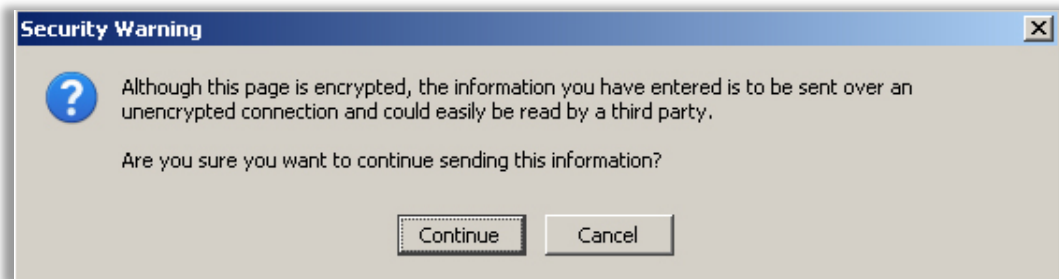 Security Warning
Although this page is encrypted, the information you have entered is to be sent over an
unencrypted connection and could easily be read by a third party.
Are you sure you want to continue sending this information?
Continue Cancel